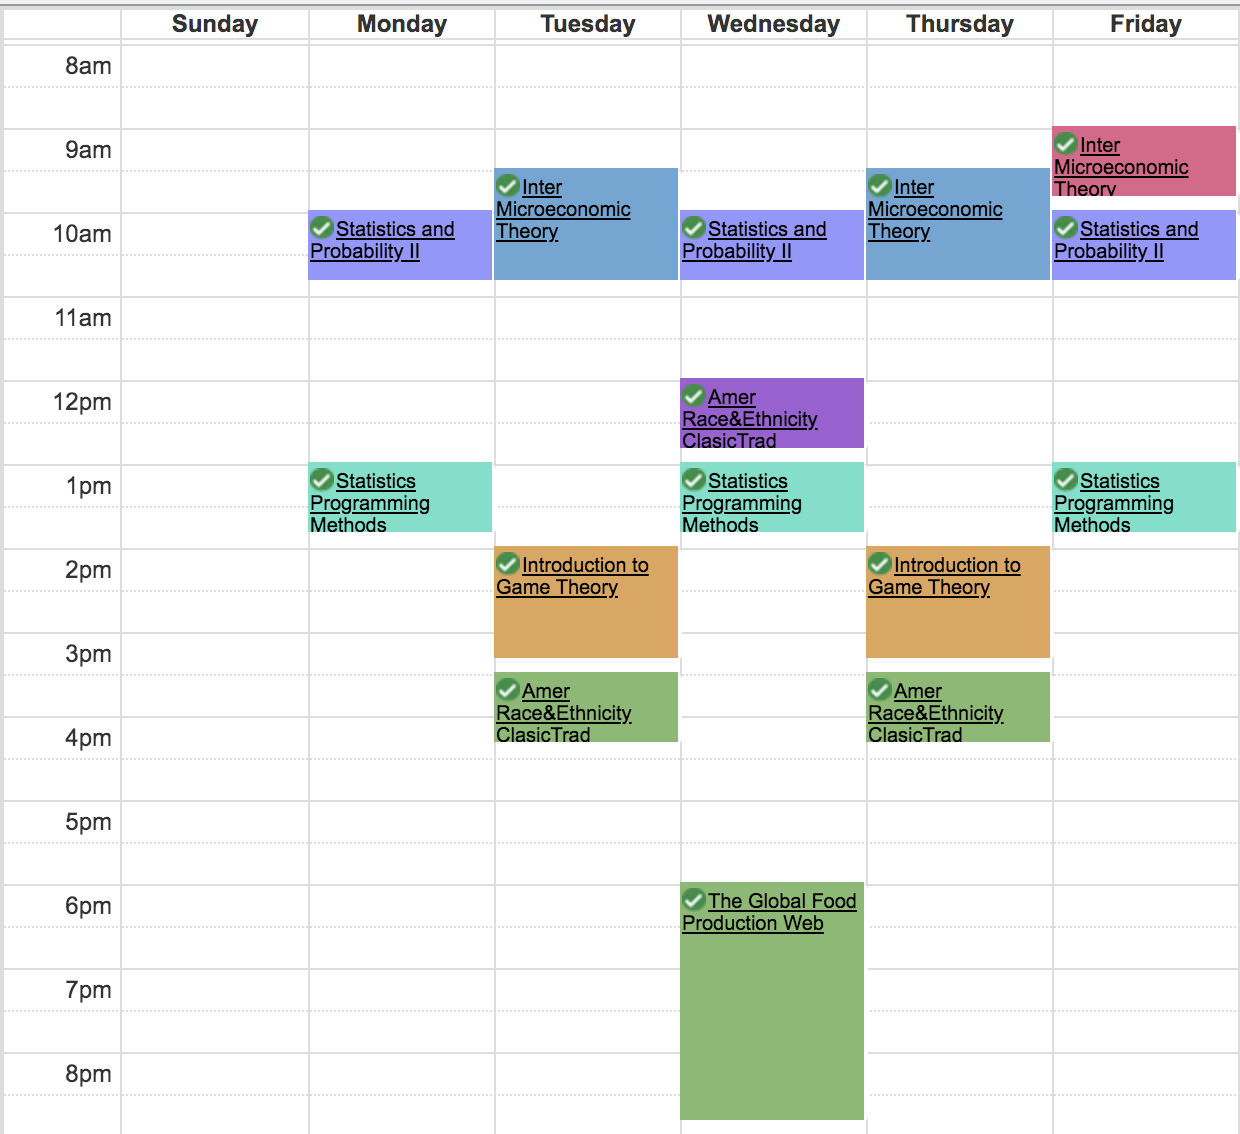 Sunday Monday Tuesday Wednesday Thursday Friday
8am
9am
Inter
Microeconomic
Theory
Inter
Microeconomic
Theory
Inter
Microeconomic
Theory
10am
Statistics and
Probability II
Statistics and
Probability II
Statistics and
Probability II
11am
12pm
Amer
Race&Ethnicity
ClasicTrad
1pm
Statistics
Programming
Methods
Statistics
Programming
Methods
Statistics
Programming
Methods
2pm
Introduction to
Game Theory
Introduction to
Game Theory
3pm
Amer
Race&Ethnicity
ClasicTrad
Amer
Race&Ethnicity
ClasicTrad
4pm
5pm
6pm
The Global Food
Production Web
7pm
8pm